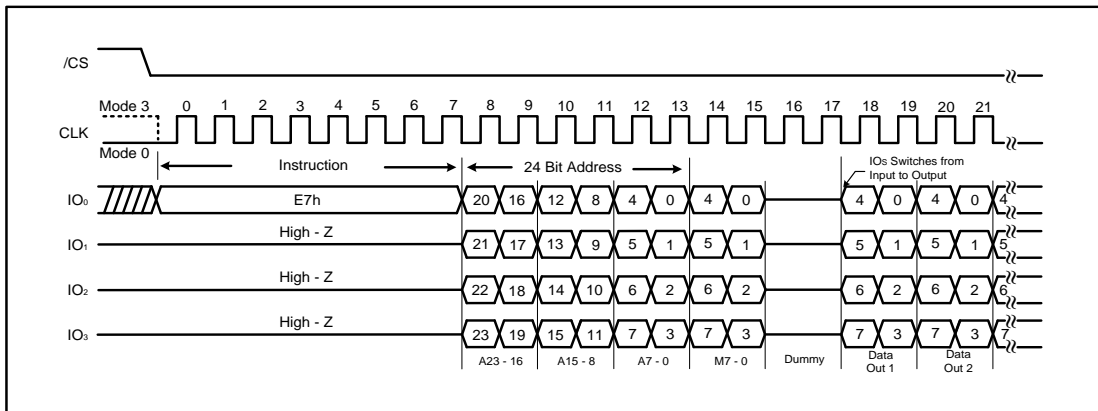 /CS
Mode 3 0 1 2 3 4 5 6 7 8 9 10 11 12 13 14 15 16 17 18 19 20 21
CLK
Mode 0
Instruction 24 Bit Address IOs Switches from
Input to Output
IO₀ E7h 20 16 12 8 4 0 4 0 4 0 4 0 4
High - Z
IO₁ 21 17 13 9 5 1 5 1 5 1 5 1 5
High - Z
IO₂ 22 18 14 10 6 2 6 2 6 2 6 2 6
High - Z
IO₃ 23 19 15 11 7 3 7 3 7 3 7 3 7
A23 - 16 A15 - 8 A7 - 0 M7 - 0 Dummy Data Data
Out 1 Out 2